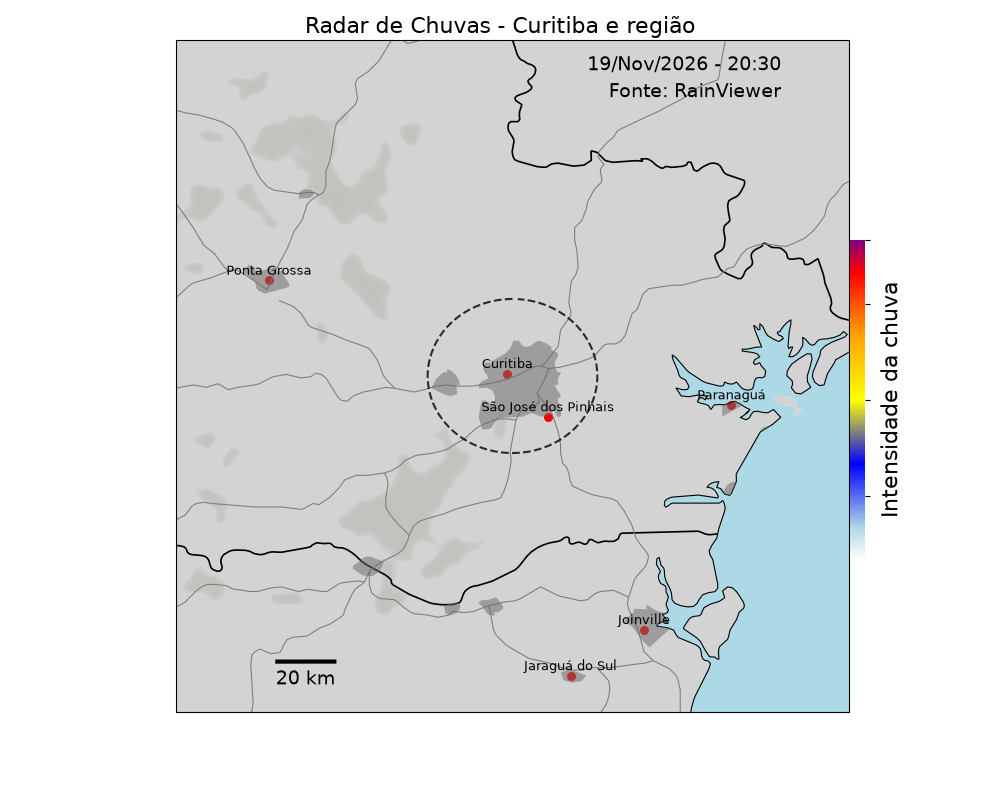 Radar de Chuvas - Curitiba e região
19/Nov/2026 - 20:30
Fonte: RainViewer
Ponta Grossa
Curitiba
São José dos Pinhais
Paranaguá
Joinville
Jaraguá do Sul
20 km
Intensidade da chuva